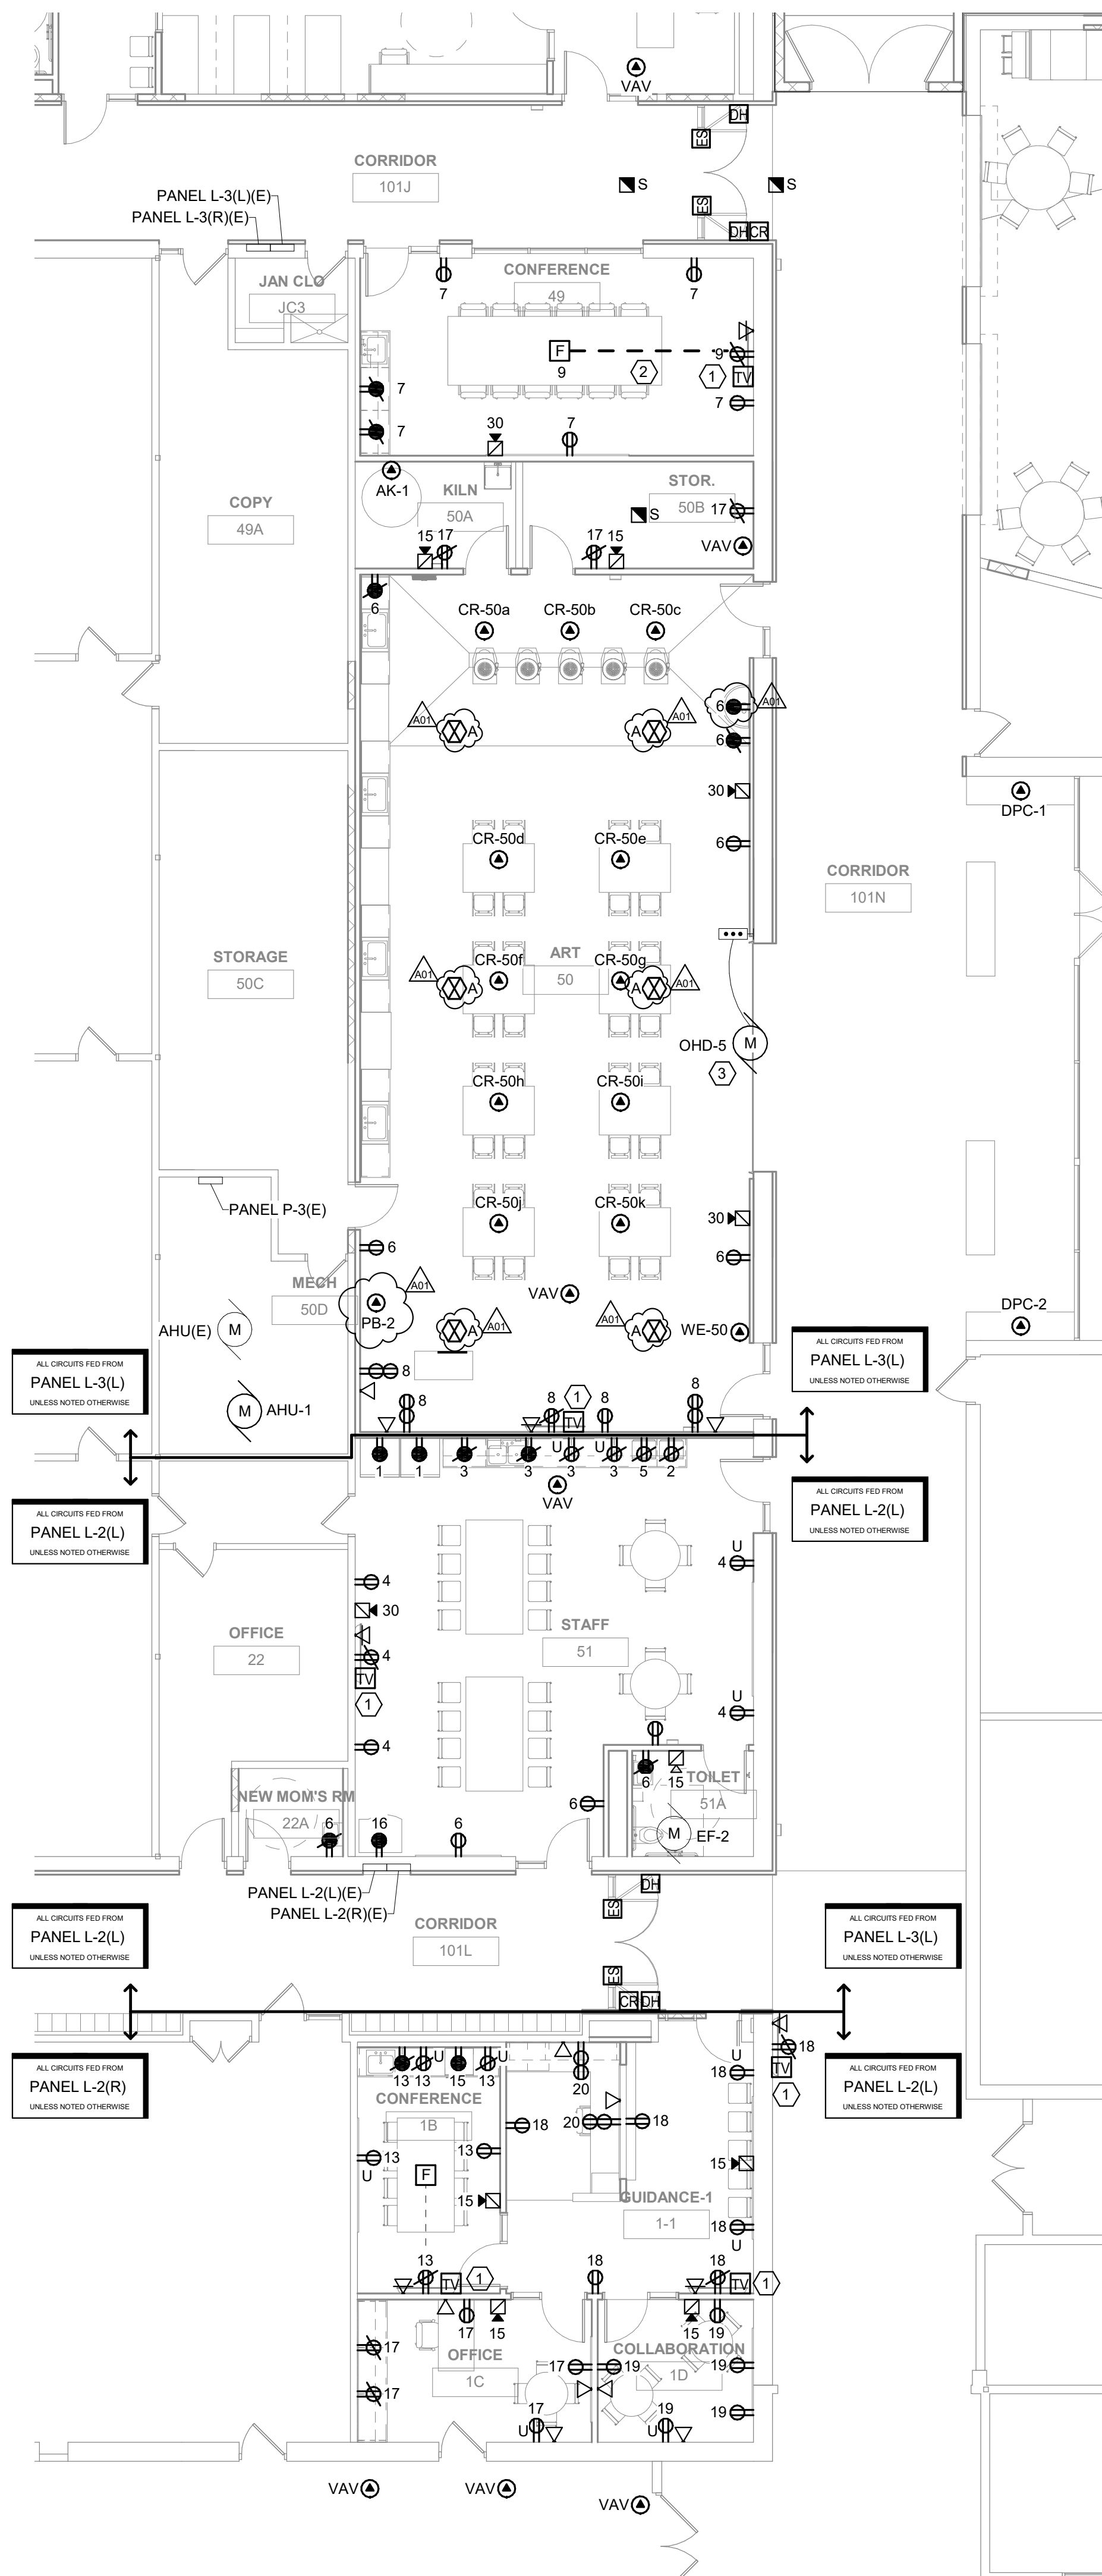 VAV
DH
ES
CORRIDOR
101J
S
S
PANEL L-3(L)(E)
PANEL L-3(R)(E)
ES
DH
CR
JAN CLO
JC3
CONFERENCE
49
7
7
F
9
2
9
1
TV
7
7
7
30
7
AK-1
KILN
50A
STOR.
50B
S
17
VAV
COPY
49A
15
17
17
15
6
CR-50a
CR-50b
CR-50c
A01
A
A
A01
6
A01
6
30
DPC-1
6
CR-50d
CR-50e
CORRIDOR
101N
STORAGE
50C
ART
50
CR-50f
CR-50g
A01
A
A
A01
OHD-5
M
3
CR-50h
CR-50i
PANEL P-3(E)
CR-50j
CR-50k
30
6
6
MECH
50D
A01
PB-2
VAV
AHU(E)
M
A
A01
A01
A
WE-50
DPC-2
ALL CIRCUITS FED FROM
PANEL L-3(L)
UNLESS NOTED OTHERWISE
ALL CIRCUITS FED FROM
PANEL L-3(L)
UNLESS NOTED OTHERWISE
M
AHU-1
8
8
8
1
TV
8
8
1
1
3
3
U
3
U
3
5
2
VAV
ALL CIRCUITS FED FROM
PANEL L-2(L)
UNLESS NOTED OTHERWISE
ALL CIRCUITS FED FROM
PANEL L-2(L)
UNLESS NOTED OTHERWISE
U
4
4
30
OFFICE
22
STAFF
51
4
TV
1
U
4
4
6
15
TOILET
51A
NEW MOM'S RM
22A
6
6
16
6
M
EF-2
PANEL L-2(L)(E)
PANEL L-2(R)(E)
DH
ES
CORRIDOR
101L
ALL CIRCUITS FED FROM
PANEL L-2(L)
UNLESS NOTED OTHERWISE
ALL CIRCUITS FED FROM
PANEL L-3(L)
UNLESS NOTED OTHERWISE
ES
CR
DH
ALL CIRCUITS FED FROM
PANEL L-2(R)
UNLESS NOTED OTHERWISE
ALL CIRCUITS FED FROM
PANEL L-2(L)
UNLESS NOTED OTHERWISE
18
TV
1
U
18
13
13
U
15
13
U
20
CONFERENCE
1B
18
20
18
13
U
13
F
15
15
GUIDANCE-1
1-1
18
U
13
TV
1
18
18
TV
1
17
15
15
19
17
OFFICE
1C
17
COLLABORATION
1D
19
19
17
17
U
19
U
19
VAV
VAV
VAV